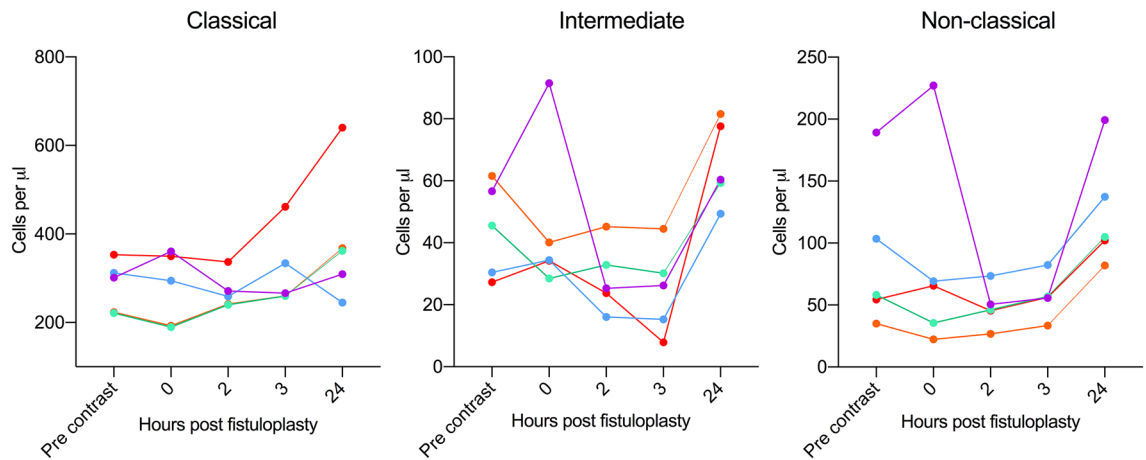 Classical
Cells per µl
800
600
400
200
Pre contrast
0
2
3
24
Hours post fistuloplasty
Intermediate
Cells per µl
100
80
60
40
20
0
Pre contrast
0
2
3
24
Hours post fistuloplasty
Non-classical
Cells per µl
250
200
150
100
50
0
Pre contrast
0
2
3
24
Hours post fistuloplasty